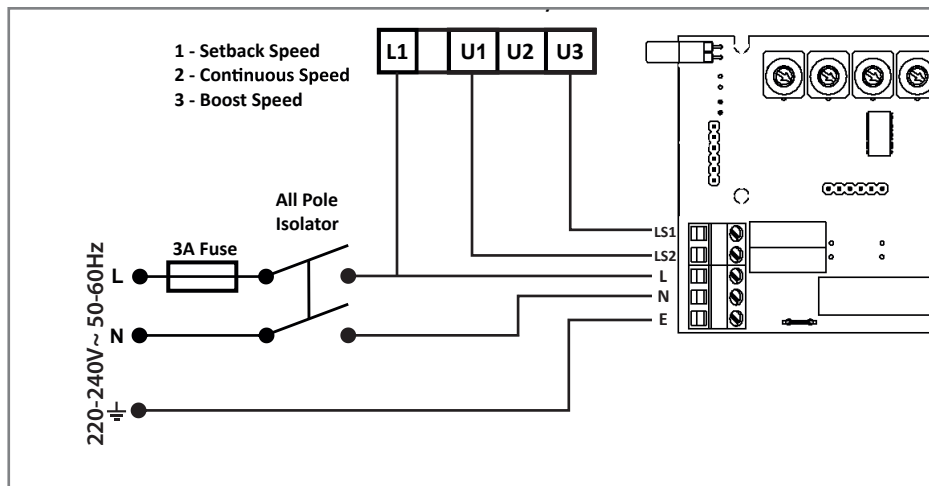 1 - Setback Speed
2 - Continuous Speed
3 - Boost Speed
L1 U1 U2 U3
All Pole
Isolator
3A Fuse
220-240V~ 50-60Hz
L
N
LS1
LS2
L
N
E